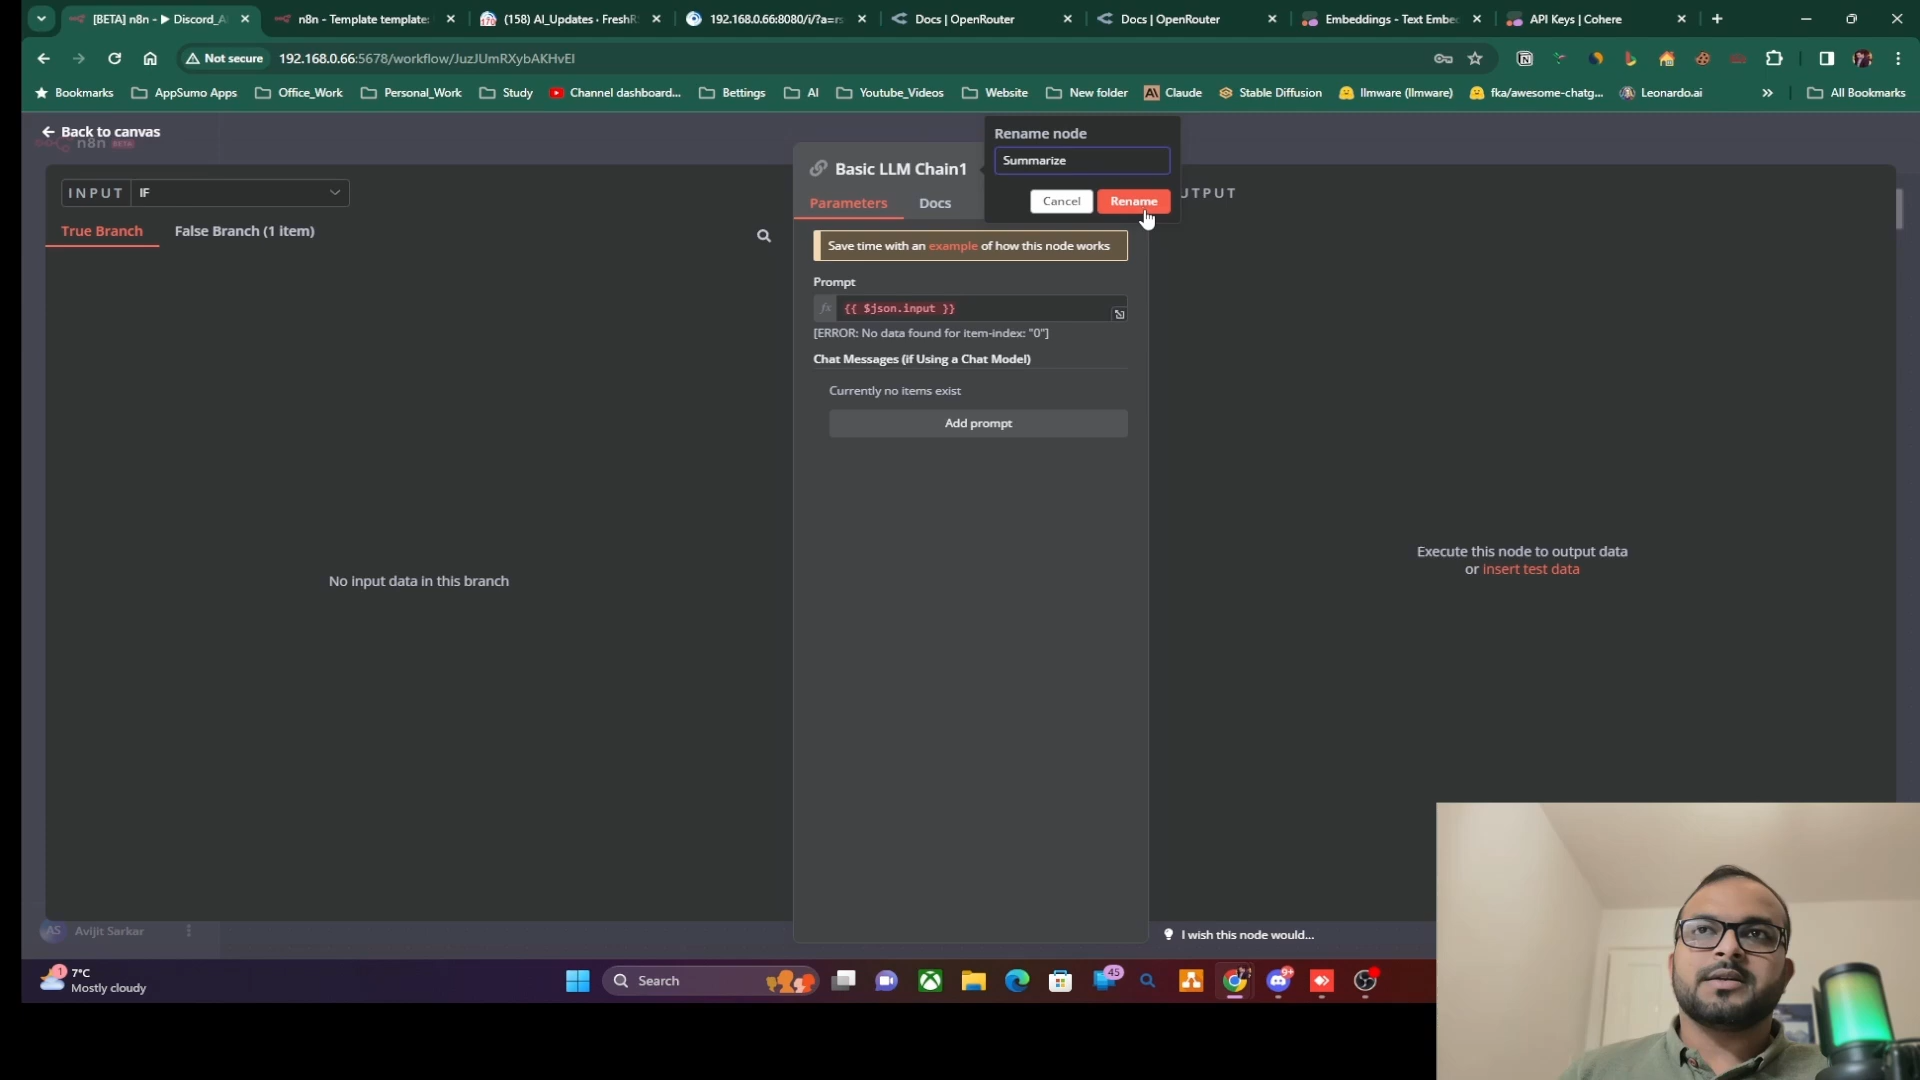 [BETA] n8n - ▶ Discord_A
n8n - Template template:
(158) AI_Updates · FreshR
192.168.0.66:8080/i/?a=rs
Docs | OpenRouter
Docs | OpenRouter
Embeddings - Text Embe
API Keys | Cohere
Not secure
192.168.0.66:5678/workflow/JuzJUmRXybAKHvEI
Bookmarks
AppSumo Apps
Office_Work
Personal_Work
Study
Channel dashboard...
Bettings
AI
Youtube_Videos
Website
New folder
Claude
Stable Diffusion
llmware (llmware)
fka/awesome-chatg...
Leonardo.ai
All Bookmarks
Back to canvas
n8n BETA
Rename node
Summarize
Cancel
Rename
INPUT
IF
Basic LLM Chain1
UTPUT
Parameters
Docs
True Branch
False Branch (1 item)
Save time with an example of how this node works
Prompt
fx
{{ $json.input }}
[ERROR: No data found for item-index: "0"]
Chat Messages (if Using a Chat Model)
Currently no items exist
Add prompt
Execute this node to output data
or insert test data
No input data in this branch
AS
Avijit Sarkar
I wish this node would...
1
7°C
Mostly cloudy
Search
45
9+